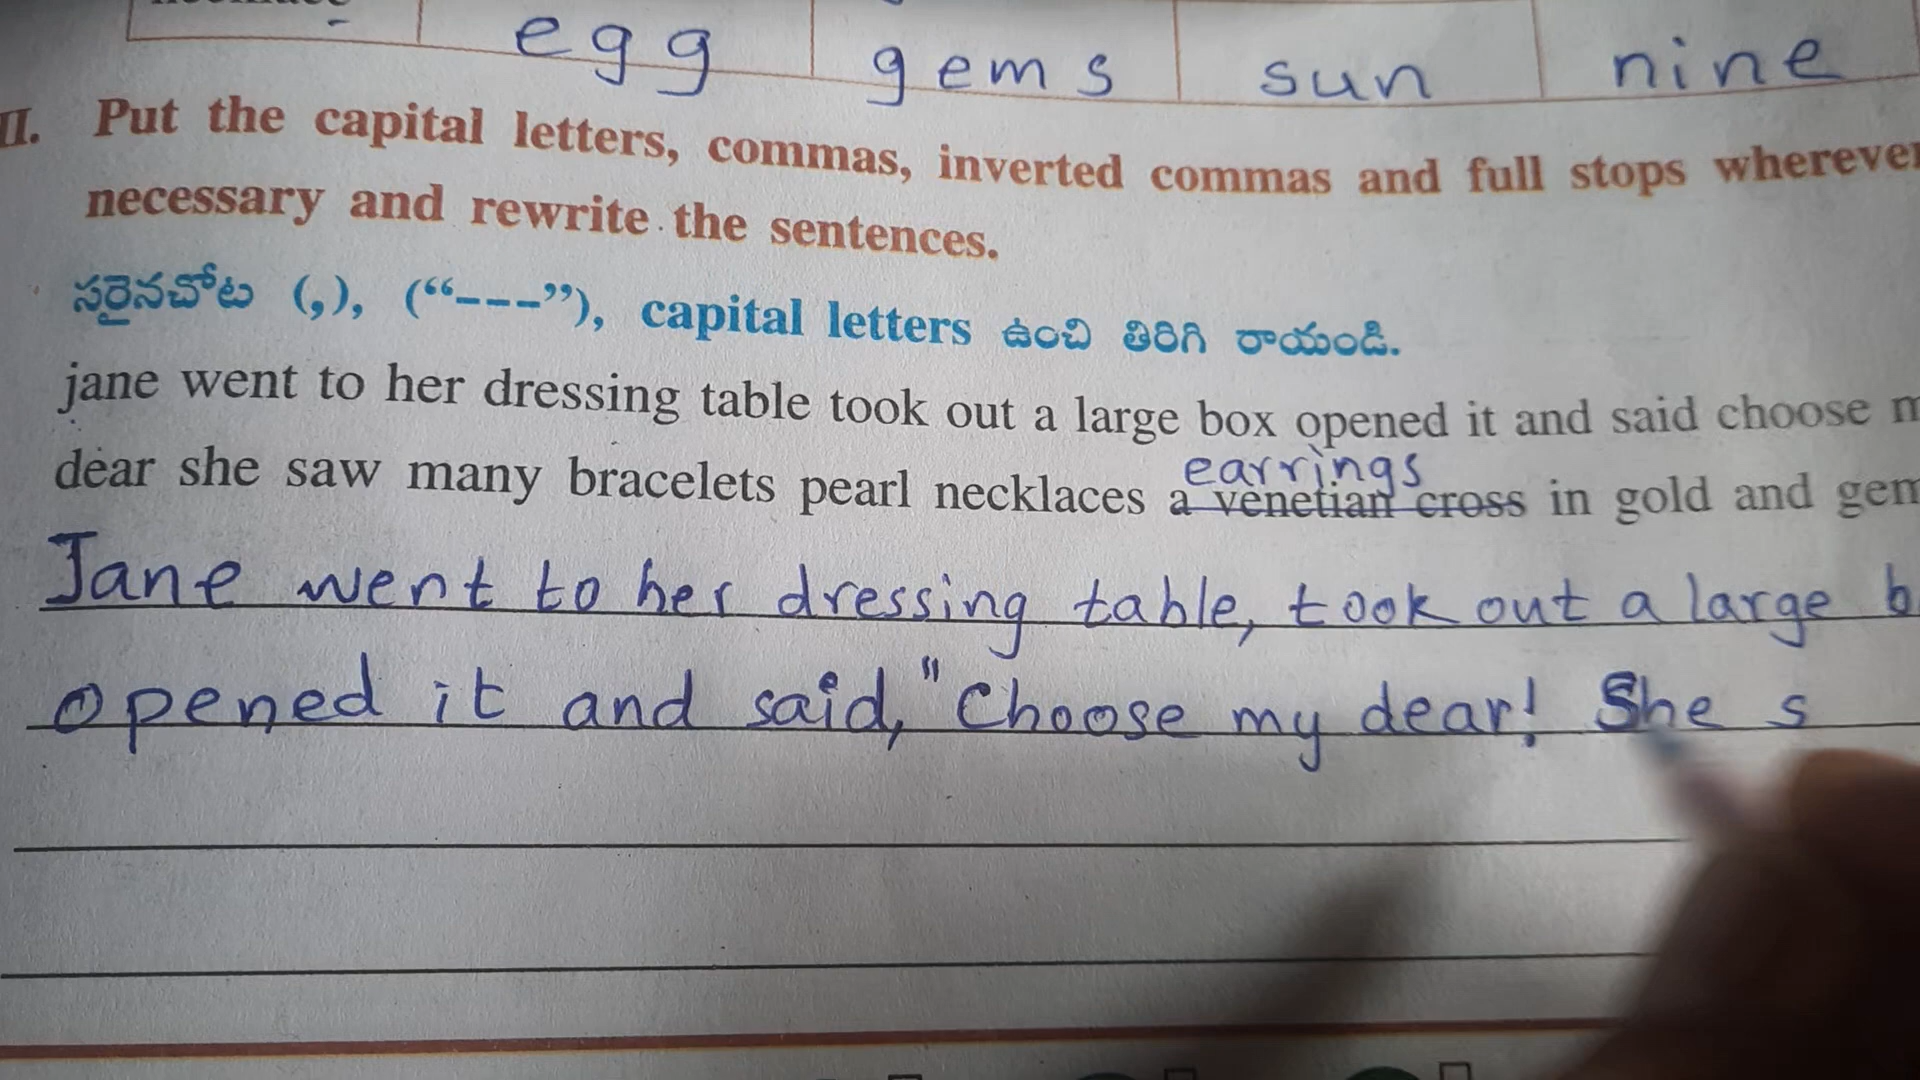 egg gems sun nine
II. Put the capital letters, commas, inverted commas and full stops wherever
necessary and rewrite the sentences.
సరైనచోట (,), (“---”), capital letters ఉంచి తిరిగి రాయండి.
jane went to her dressing table took out a large box opened it and said choose m
dear she saw many bracelets pearl necklaces a venetian cross in gold and gem
earrings
Jane went to her dressing table, took out a large b
opened it and said, "Choose my dear! She s